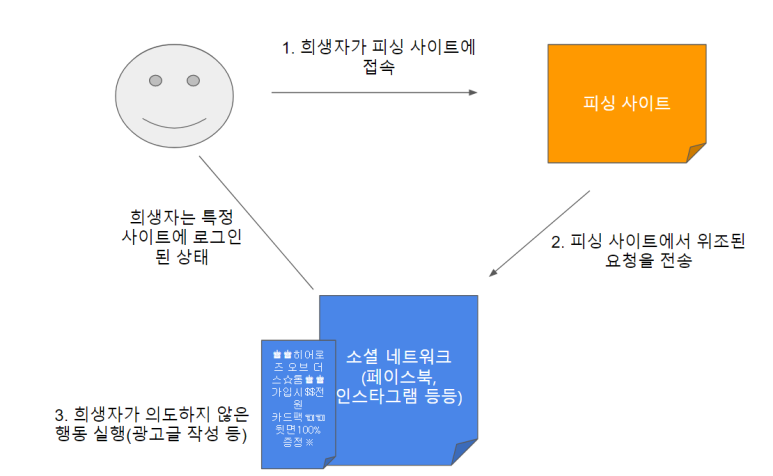 1. 희생자가 피싱 사이트에
접속
피싱 사이트
희생자는 특정
사이트에 로그인
된 상태
2. 피싱 사이트에서 위조된
요청을 전송
소셜 네트워크
(페이스북,
인스타그램 등등)
히어로
즈 오브 더
스☆톰
가입시$$전
원
카드팩
뒷면100%
증정※
3. 희생자가 의도하지 않은
행동 실행(광고글 작성 등)